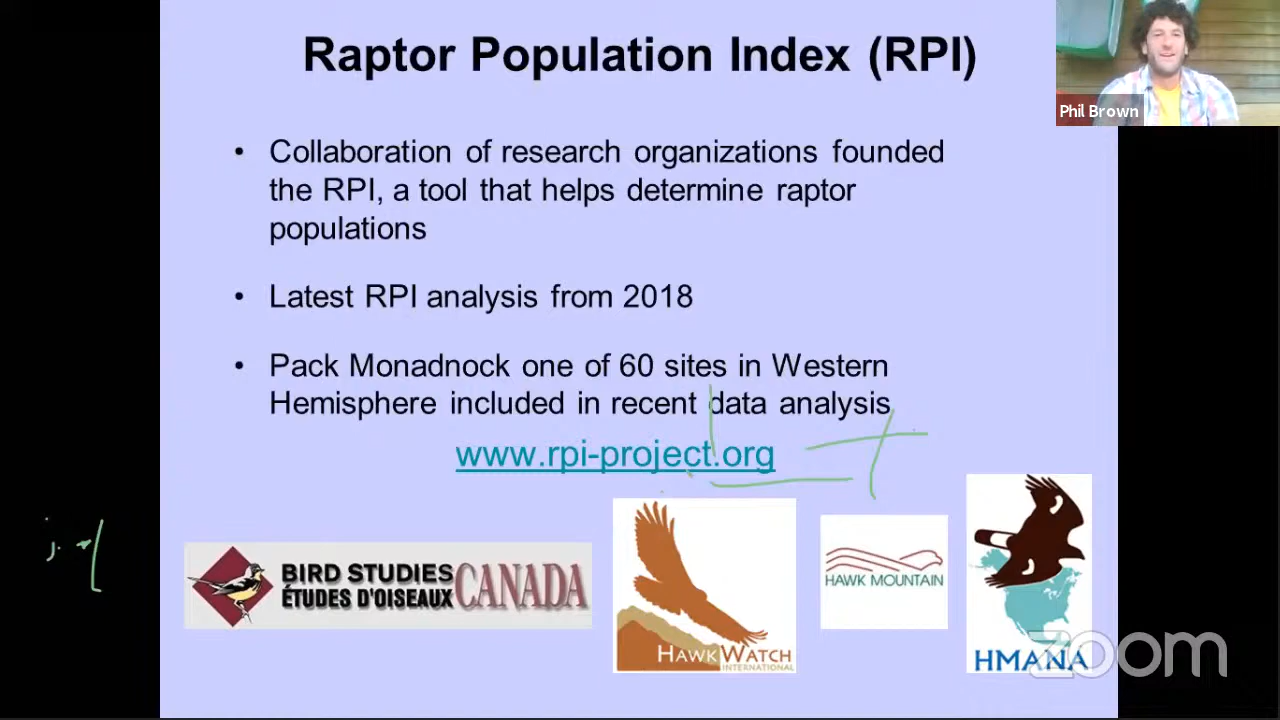 Raptor Population Index (RPI)
Phil Brown
• Collaboration of research organizations founded
the RPI, a tool that helps determine raptor
populations
• Latest RPI analysis from 2018
• Pack Monadnock one of 60 sites in Western
Hemisphere included in recent data analysis
www.rpi-project.org
BIRD STUDIES
ÉTUDES D'OISEAUX
CANADA
HAWKWATCH
INTERNATIONAL
HAWK MOUNTAIN
HMANA
zoom